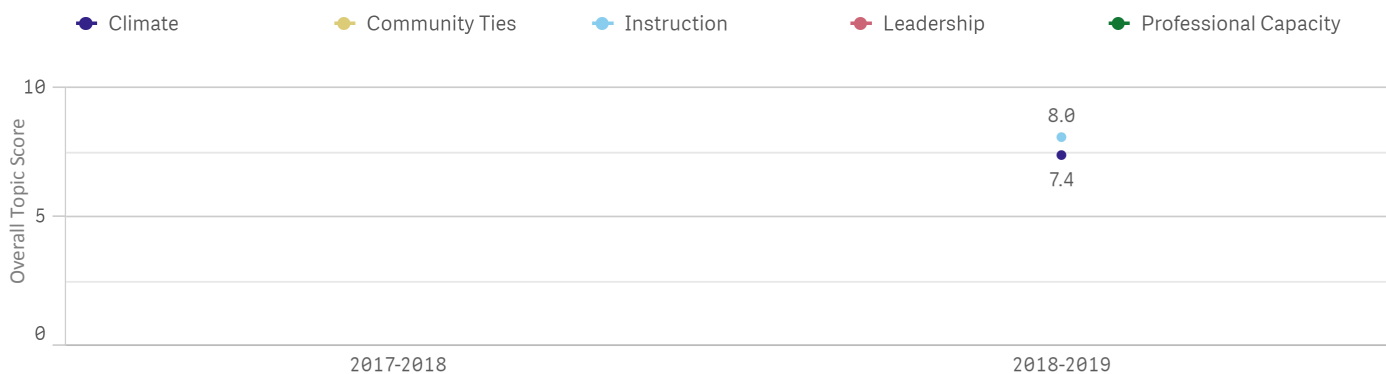 Climate
Community Ties
Instruction
Leadership
Professional Capacity
Overall Topic Score
10
5
0
8.0
7.4
2017-2018
2018-2019